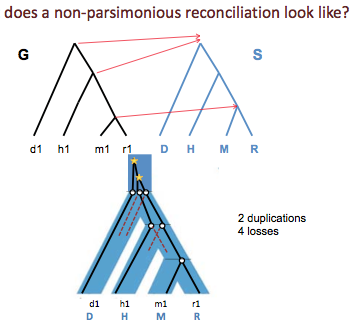 does a non-parsimonious reconciliation look like?
G S
d1 h1 m1 r1 D H M R
2 duplications
4 losses
d1 h1 m1 r1
D H M R